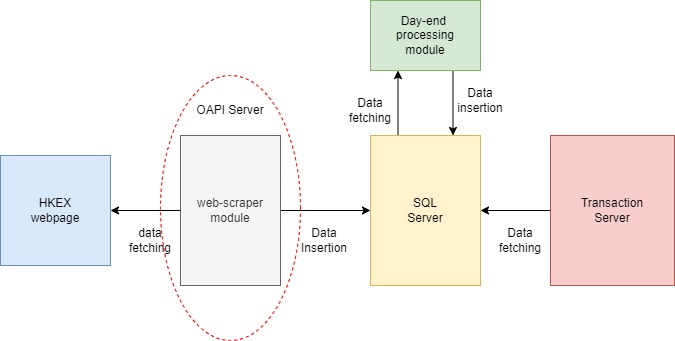 Day-end
processing
module
Data
fetching
Data
insertion
OAPI Server
HKEX
webpage
data
fetching
web-scraper
module
Data
Insertion
SQL
Server
Data
fetching
Transaction
Server